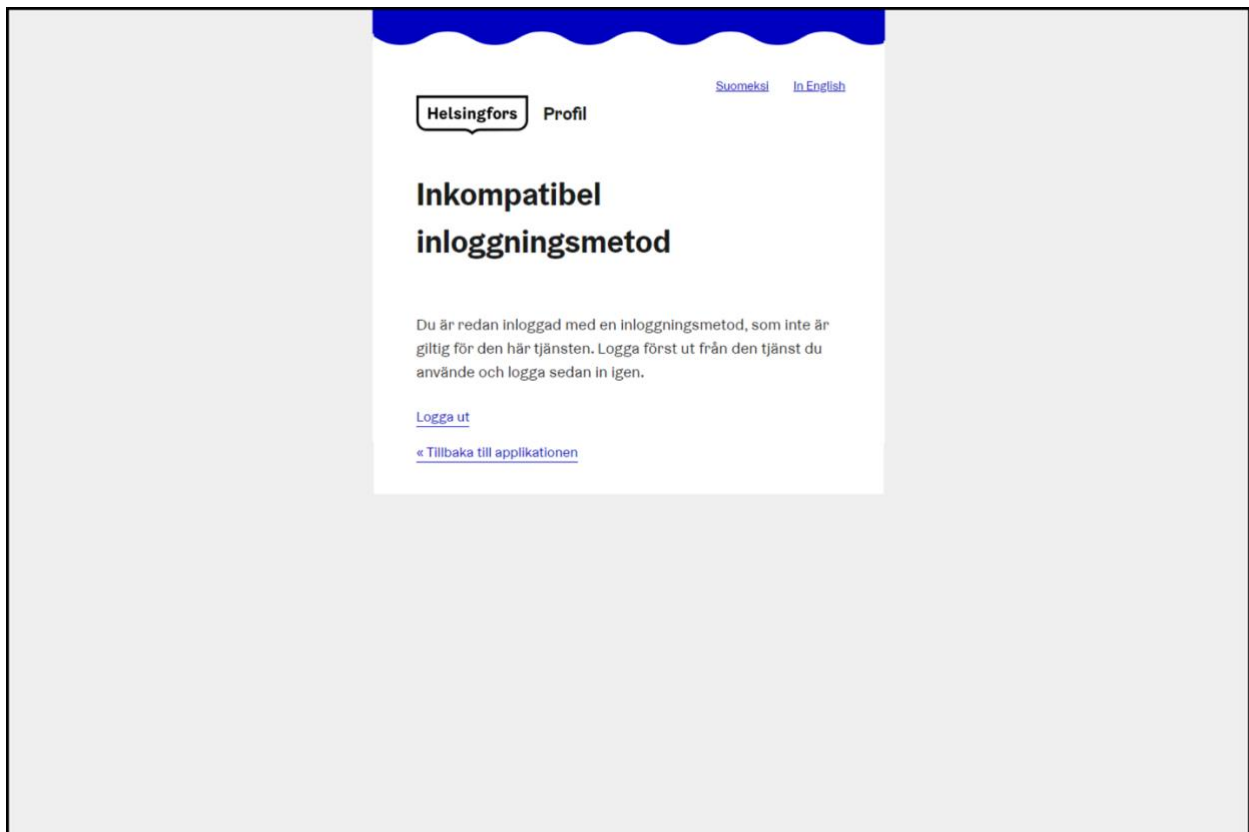 Suomeksi In English
Helsingfors Profil
Inkompatibel
inloggningsmetod
Du är redan inloggad med en inloggningsmetod, som inte är
giltig för den här tjänsten. Logga först ut från den tjänst du
använde och logga sedan in igen.
Logga ut
« Tillbaka till applikationen